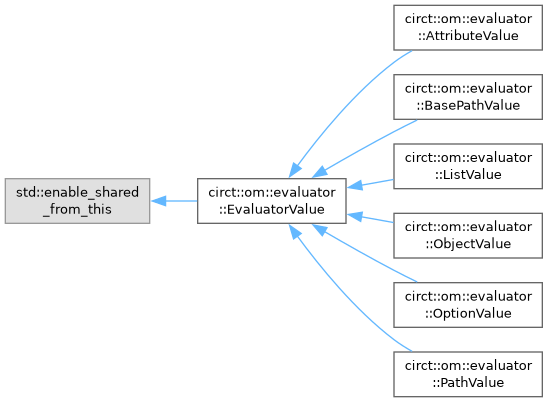 std::enable_shared
_from_this
circt::om::evaluator
::EvaluatorValue
circt::om::evaluator
::AttributeValue
circt::om::evaluator
::BasePathValue
circt::om::evaluator
::ListValue
circt::om::evaluator
::ObjectValue
circt::om::evaluator
::OptionValue
circt::om::evaluator
::PathValue